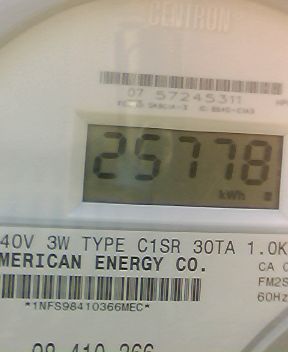 CENTRON
07 57245311
25778
kWh
40V 3W TYPE C1SR 30TA 1.0K
MERICAN ENERGY CO.
CA 0
FM2S
60Hz
*1NFS98410366MEC*
98 410 366